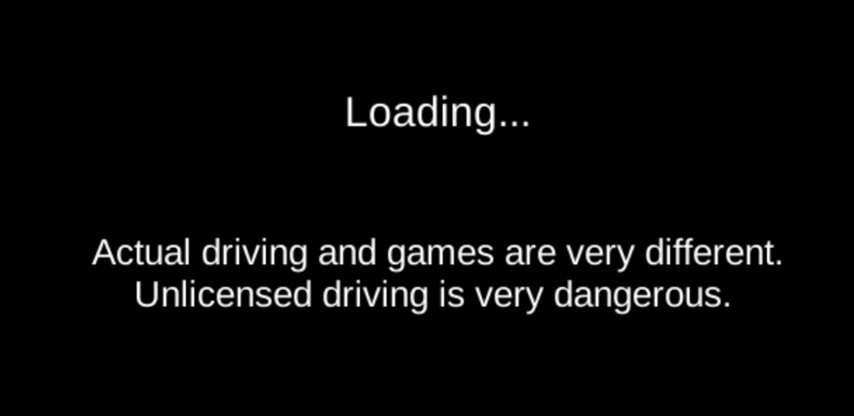 Loading...
Actual driving and games are very different.
Unlicensed driving is very dangerous.